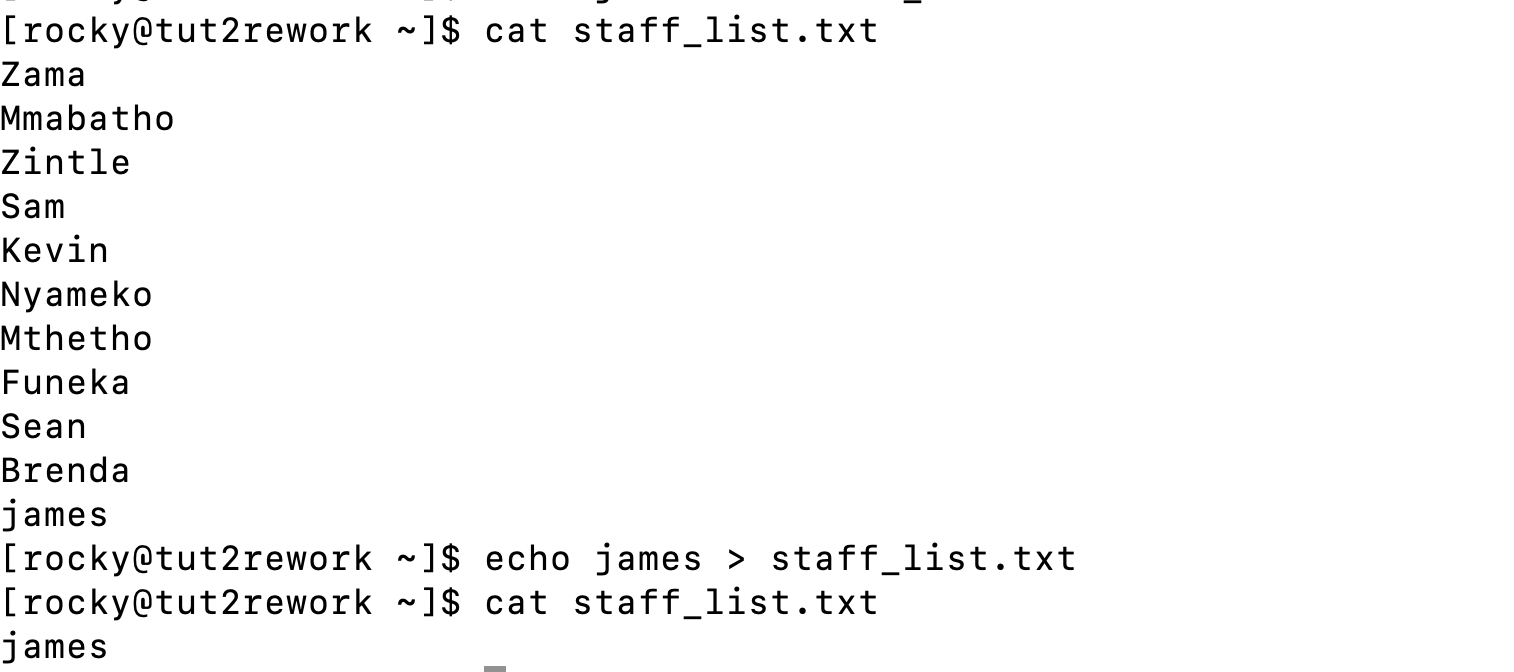 [rocky@tut2rework ~]$ cat staff_list.txt
Zama
Mmabatho
Zintle
Sam
Kevin
Nyameko
Mthetho
Funeka
Sean
Brenda
james
[rocky@tut2rework ~]$ echo james > staff_list.txt
[rocky@tut2rework ~]$ cat staff_list.txt
james